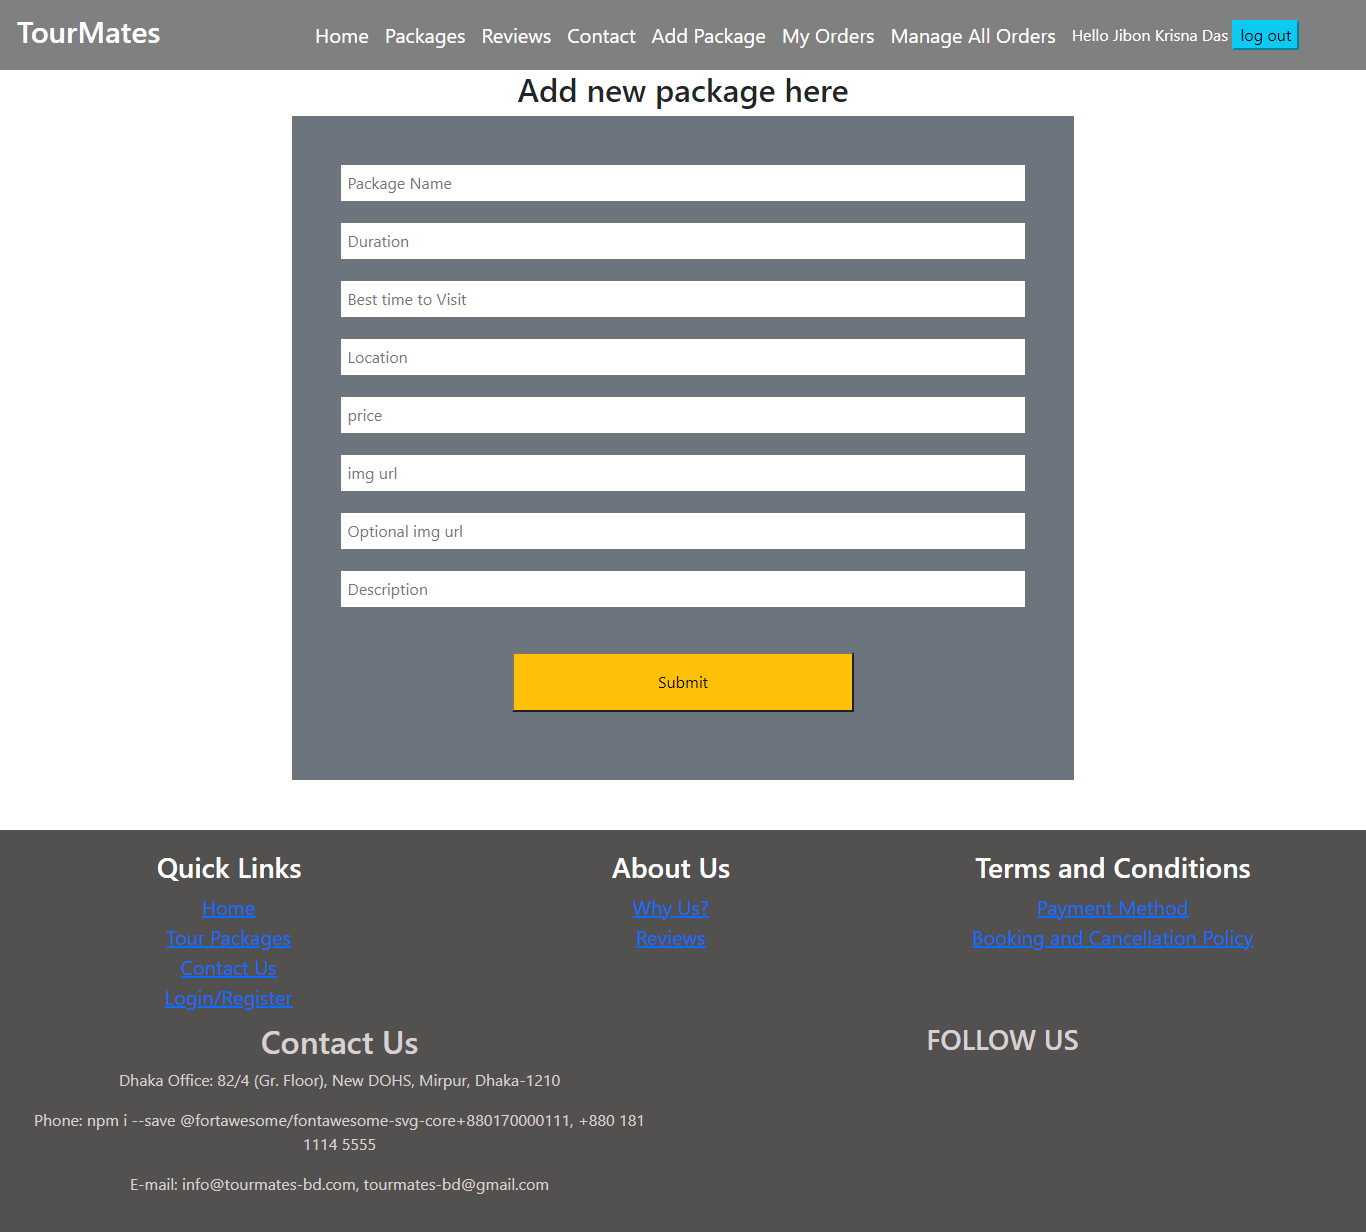 TourMates
Home Packages Reviews Contact Add Package My Orders Manage All Orders Hello Jibon Krisna Das log out
Add new package here
Package Name
Duration
Best time to Visit
Location
price
img url
Optional img url
Description
Submit
Quick Links
Home
Tour Packages
Contact Us
Login/Register
About Us
Why Us?
Reviews
Terms and Conditions
Payment Method
Booking and Cancellation Policy
Contact Us
Dhaka Office: 82/4 (Gr. Floor), New DOHS, Mirpur, Dhaka-1210
Phone: npm i --save @fortawesome/fontawesome-svg-core+880170000111, +880 181
1114 5555
E-mail: info@tourmates-bd.com, tourmates-bd@gmail.com
FOLLOW US